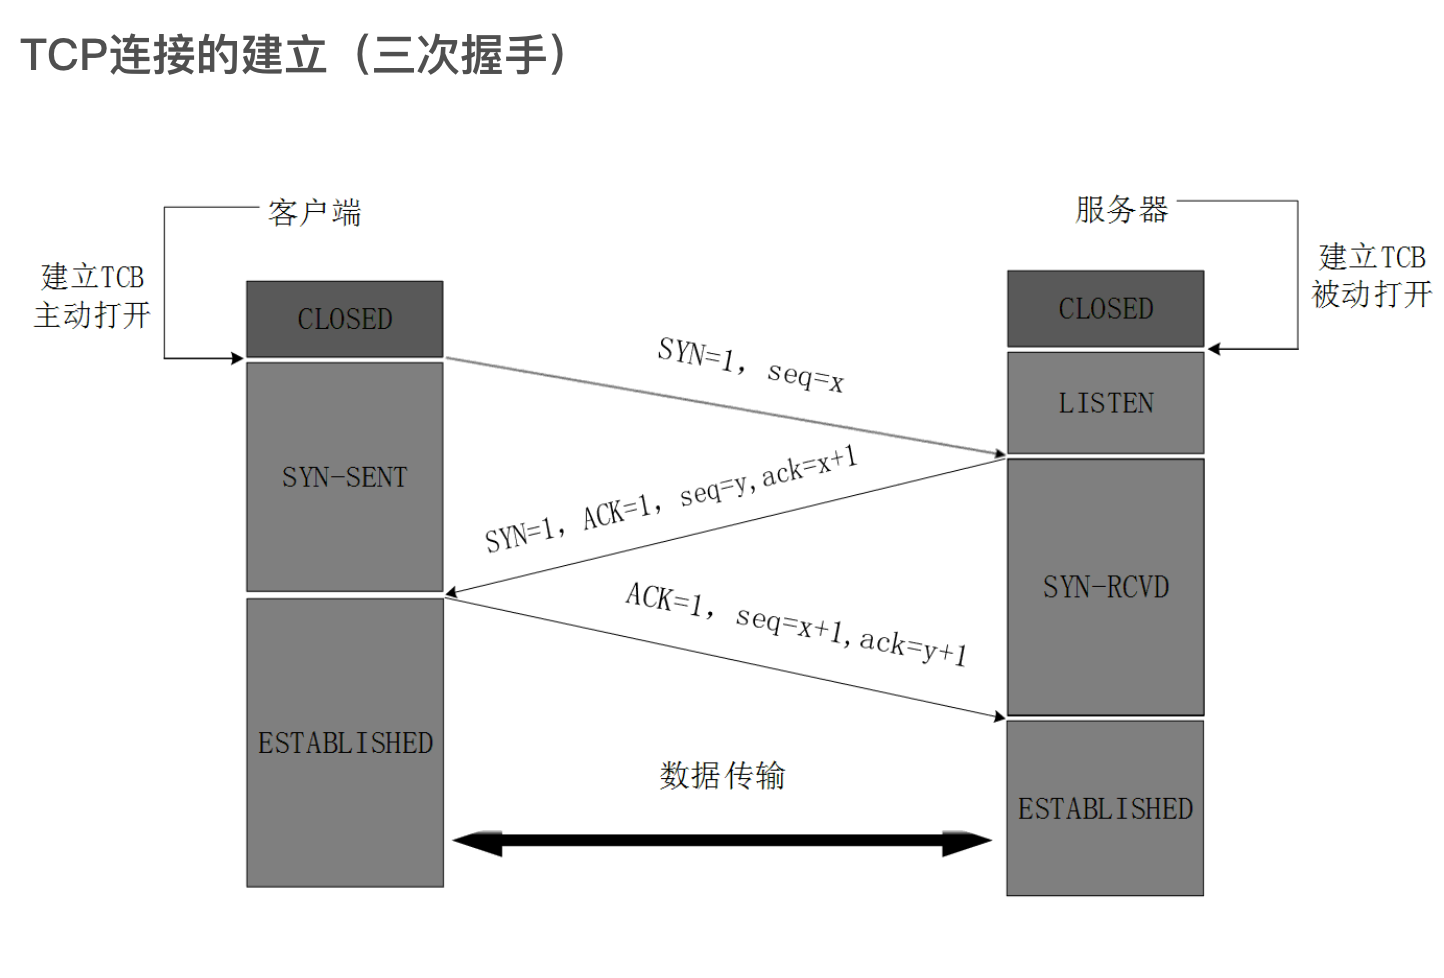 TCP连接的建立（三次握手）
客户端
服务器
建立TCB
主动打开
建立TCB
被动打开
CLOSED
CLOSED
SYN=1, seq=x
LISTEN
SYN-SENT
SYN=1, ACK=1, seq=y,ack=x+1
SYN-RCVD
ACK=1, seq=x+1,ack=y+1
ESTABLISHED
数据传输
ESTABLISHED